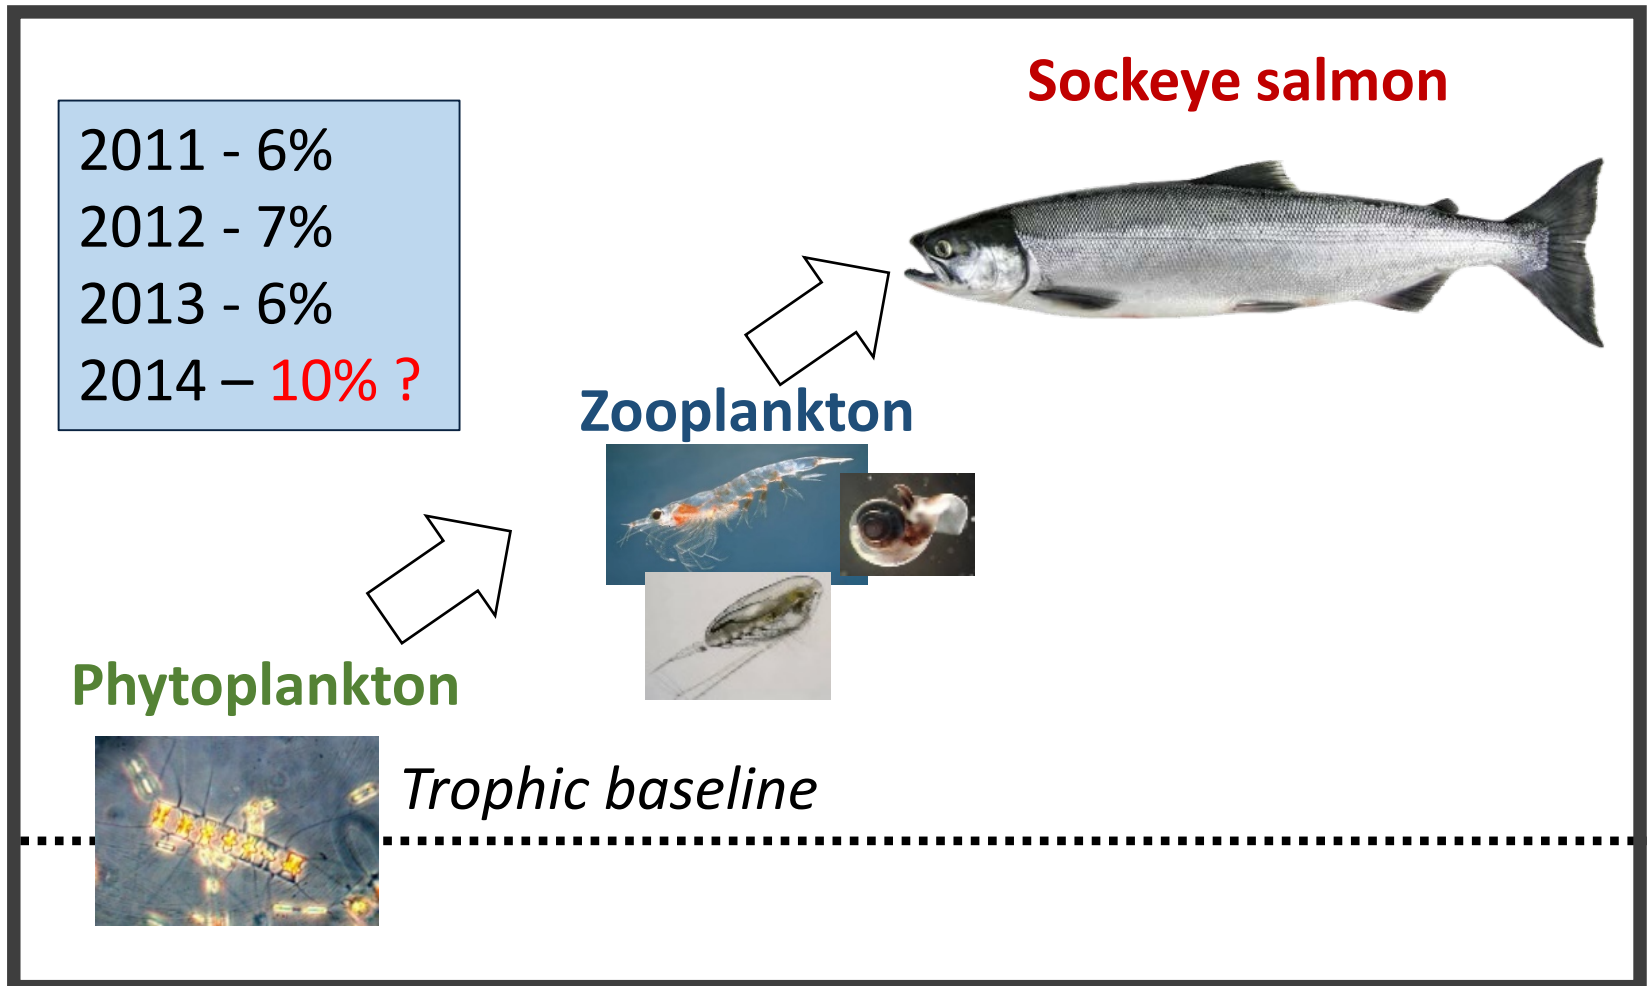 Sockeye salmon
2011 - 6%
2012 - 7%
2013 - 6%
2014 – 10% ?
Zooplankton
Phytoplankton
Trophic baseline